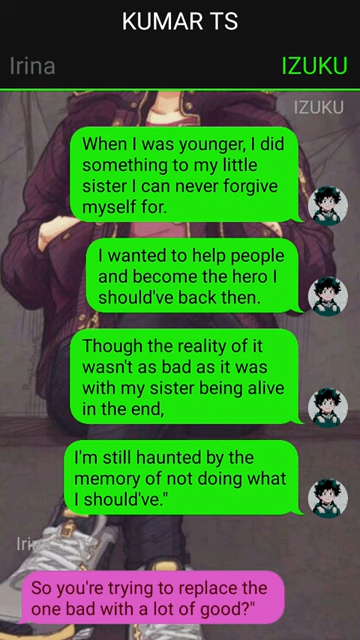 KUMAR TS
Irina
IZUKU
IZUKU
When I was younger, I did
something to my little
sister I can never forgive
myself for.
I wanted to help people
and become the hero I
should've back then.
Though the reality of it
wasn't as bad as it was
with my sister being alive
in the end,
I'm still haunted by the
memory of not doing what
I should've."
Irina
So you're trying to replace the
one bad with a lot of good?"